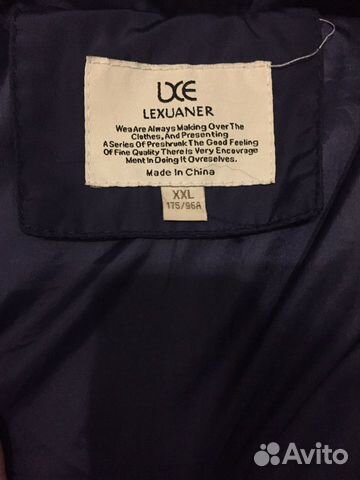 LXE
LEXUANER
Wea Are Always Making Over The
Clothes, And Presenting
A Series Of Preshrunk The Good Feeling
Of Fine Quality There Is Very Encourage
Ment In Doing It Ovreselves.
Made In China
XXL
175/96A
Avito